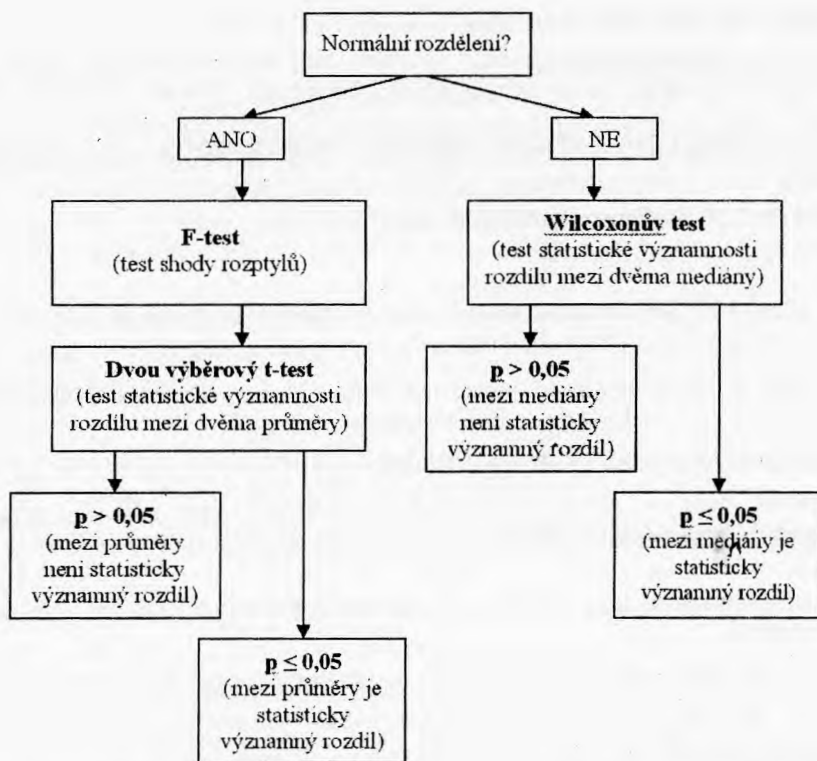 Normální rozdělení?
ANO
NE
F-test
(test shody rozptylů)
Wilcoxonův test
(test statistické významnosti
rozdílu mezi dvěma mediány)
Dvou výběrový t-test
(test statistické významnosti
rozdílu mezi dvěma průměry)
p > 0,05
(mezi mediány
není statisticky
významný rozdíl)
p > 0,05
(mezi průměry
není statisticky
významný rozdíl)
p ≤ 0,05
(mezi mediány je
statisticky
významný rozdíl)
p ≤ 0,05
(mezi průměry je
statisticky
významný rozdíl)